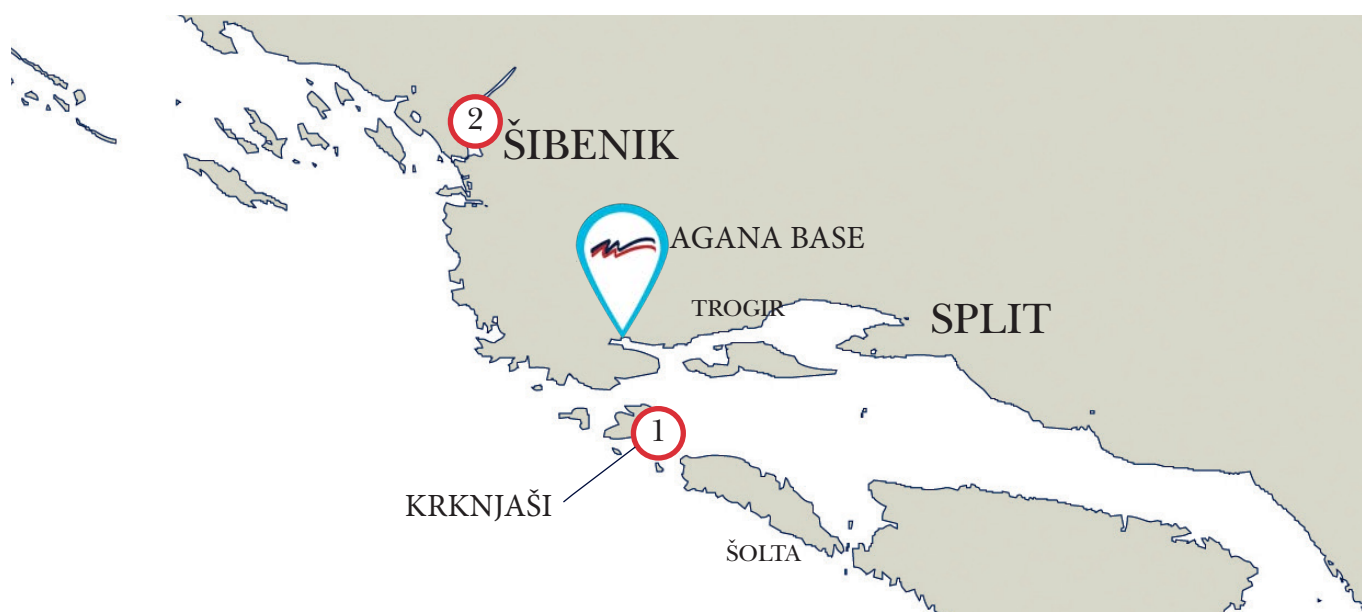 2
ŠIBENIK
AGANA BASE
TROGIR
SPLIT
1
KRKNJAŠI
ŠOLTA